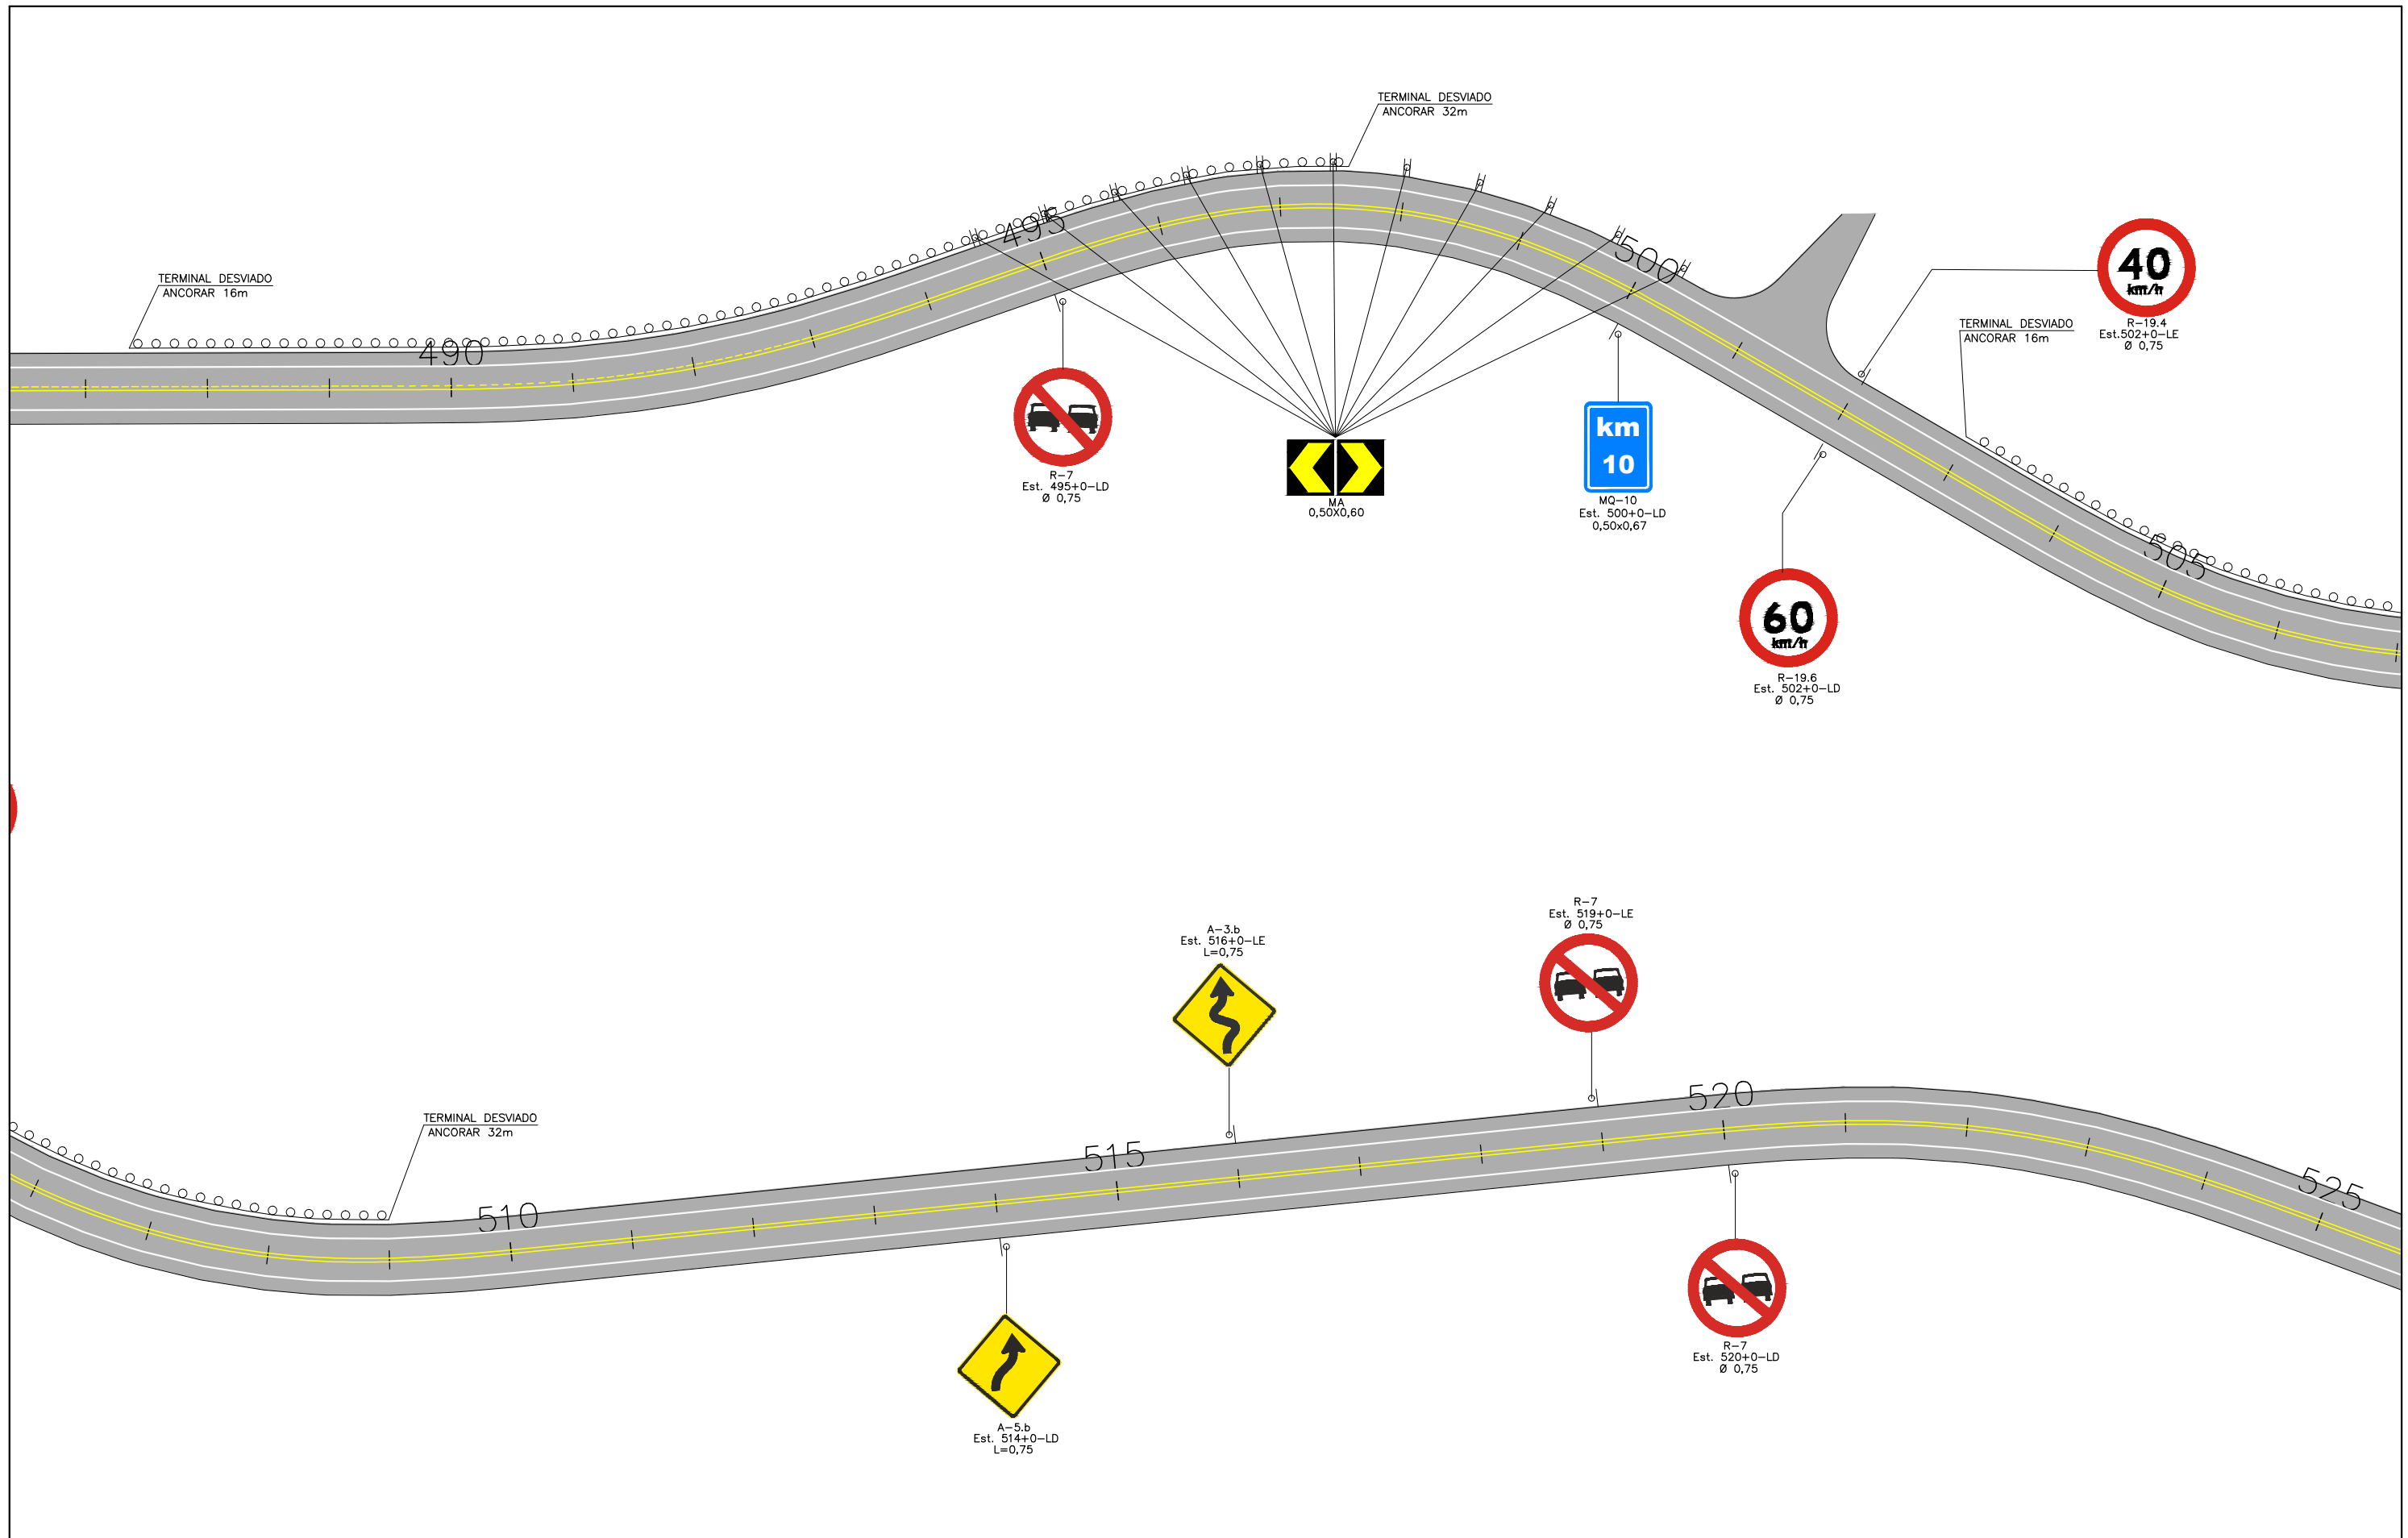 TERMINAL DESVIADO
ANCORAR 32m
495
500
40
km/h
R-19.4
Est.502+0-LE
Ø 0,75
TERMINAL DESVIADO
ANCORAR 16m
TERMINAL DESVIADO
ANCORAR 16m
490
R-7
Est. 495+0-LD
Ø 0,75
MA
0,50X0,60
km
10
MQ-10
Est. 500+0-LD
0,50x0,67
505
60
km/h
R-19.6
Est. 502+0-LD
Ø 0,75
R-7
Est. 519+0-LE
Ø 0,75
A-3.b
Est. 516+0-LE
L=0,75
TERMINAL DESVIADO
ANCORAR 32m
510
515
520
525
A-5.b
Est. 514+0-LD
L=0,75
R-7
Est. 520+0-LD
Ø 0,75